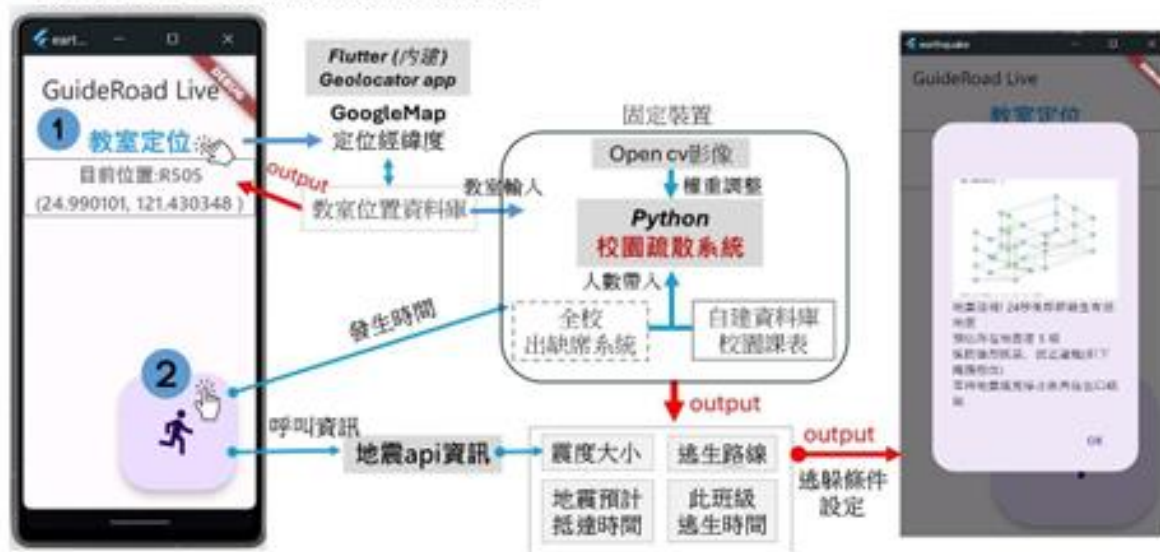 eart...
GuideRoad Live
DEBUG
1
教室定位
目前位置:R505
(24.990101, 121.430348 )
2
Flutter (內建)
Geolocator app
GoogleMap
定位經緯度
output
教室位置資料庫
教室輸入
發生時間
呼叫資訊
地震api資訊
固定裝置
Open cv影像
權重調整
Python
校園疏散系統
人數帶入
全校
出缺席系統
自建資料庫
校園課表
output
震度大小
逃生路線
地震預計
抵達時間
此班級
逃生時間
output
逃躲條件
設定
earthquake
GuideRoad Live
教室定位
OK